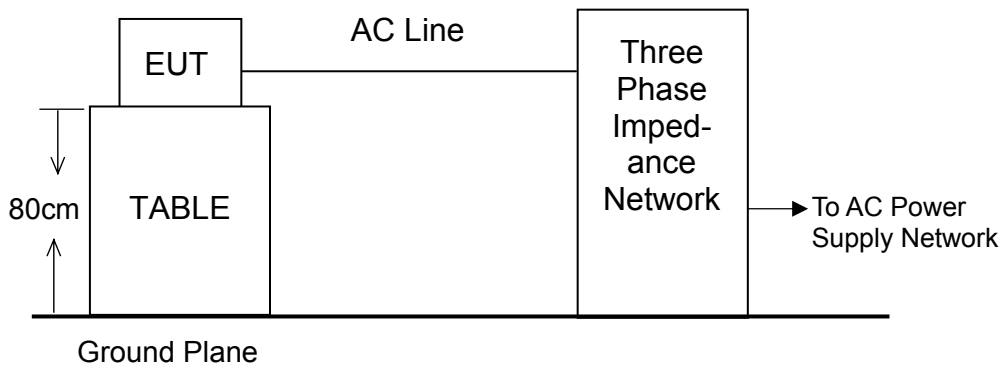 AC Line
EUT
Three
Phase
Imped-
ance
Network
80cm
TABLE
To AC Power
Supply Network
Ground Plane